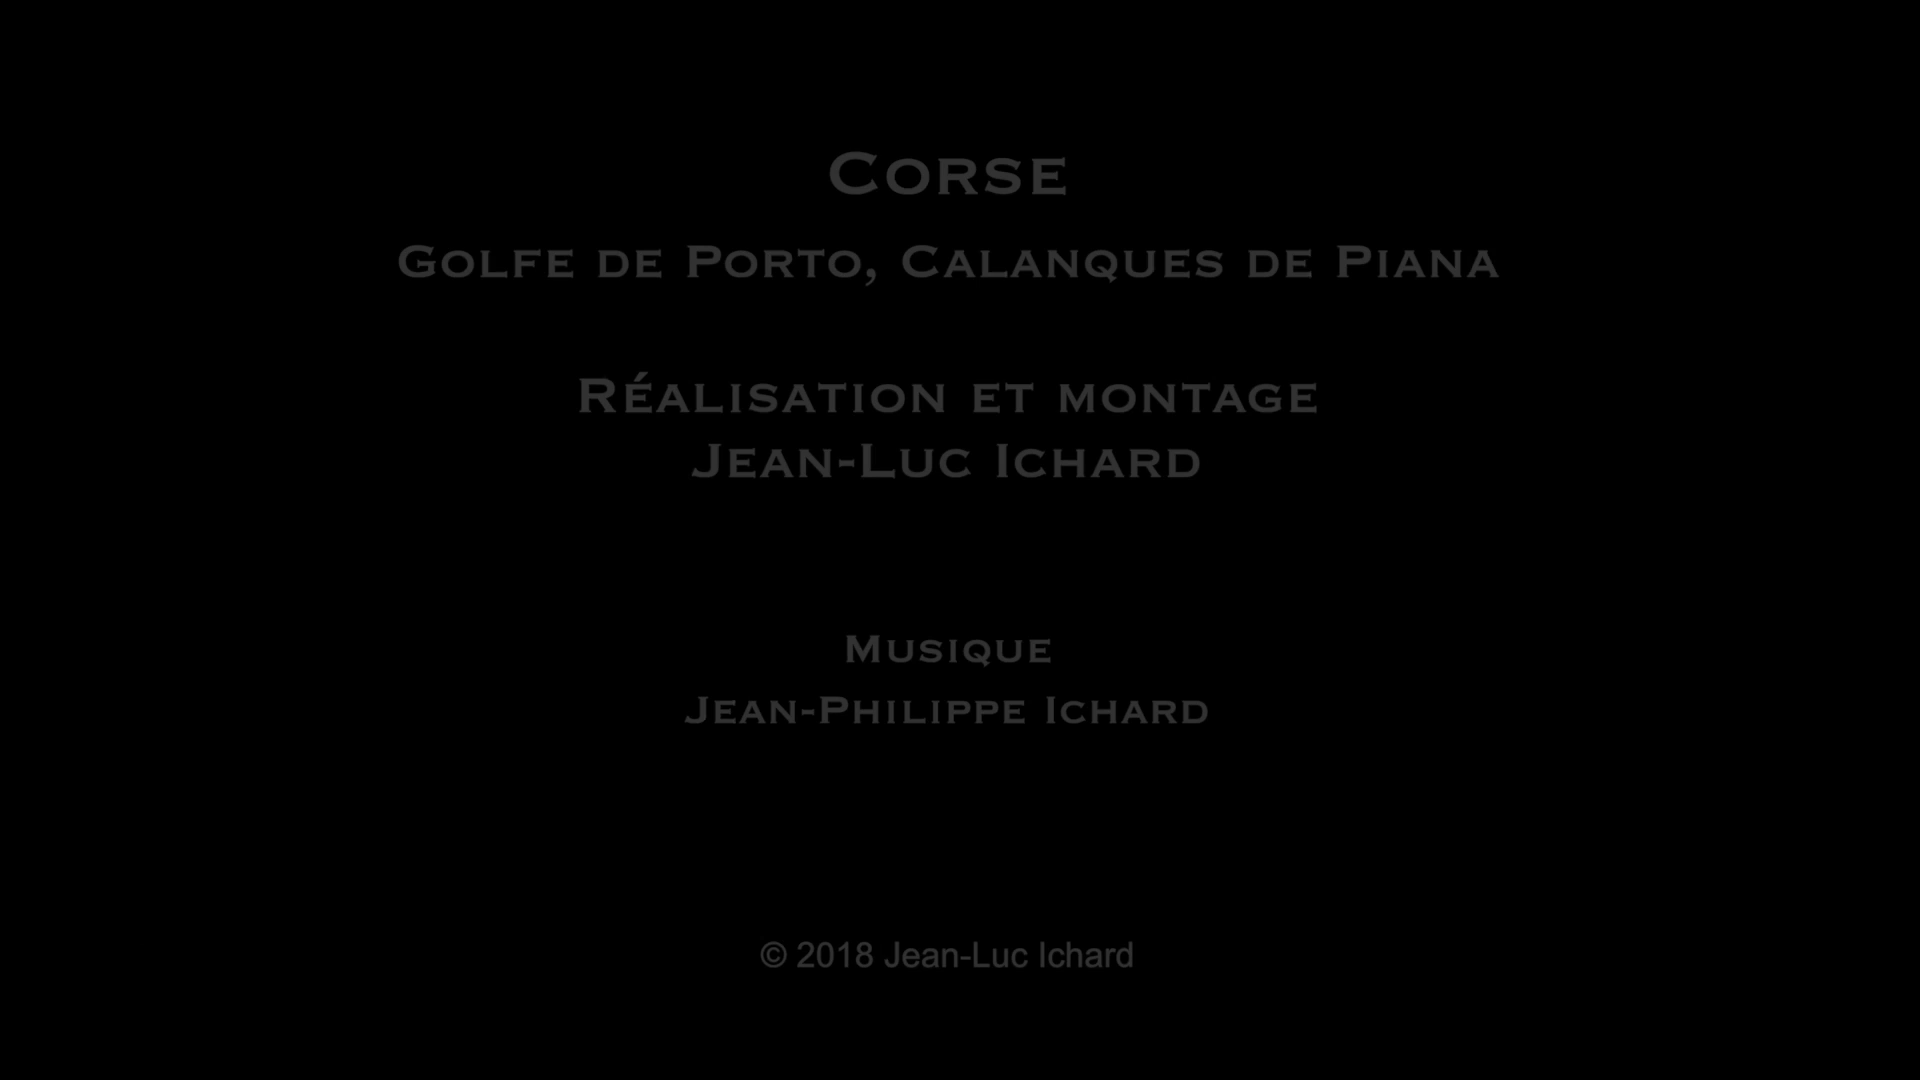 Corse
Golfe de Porto, Calanques de Piana
Réalisation et montage
Jean-Luc Ichard
Musique
Jean-Philippe Ichard
© 2018 Jean-Luc Ichard